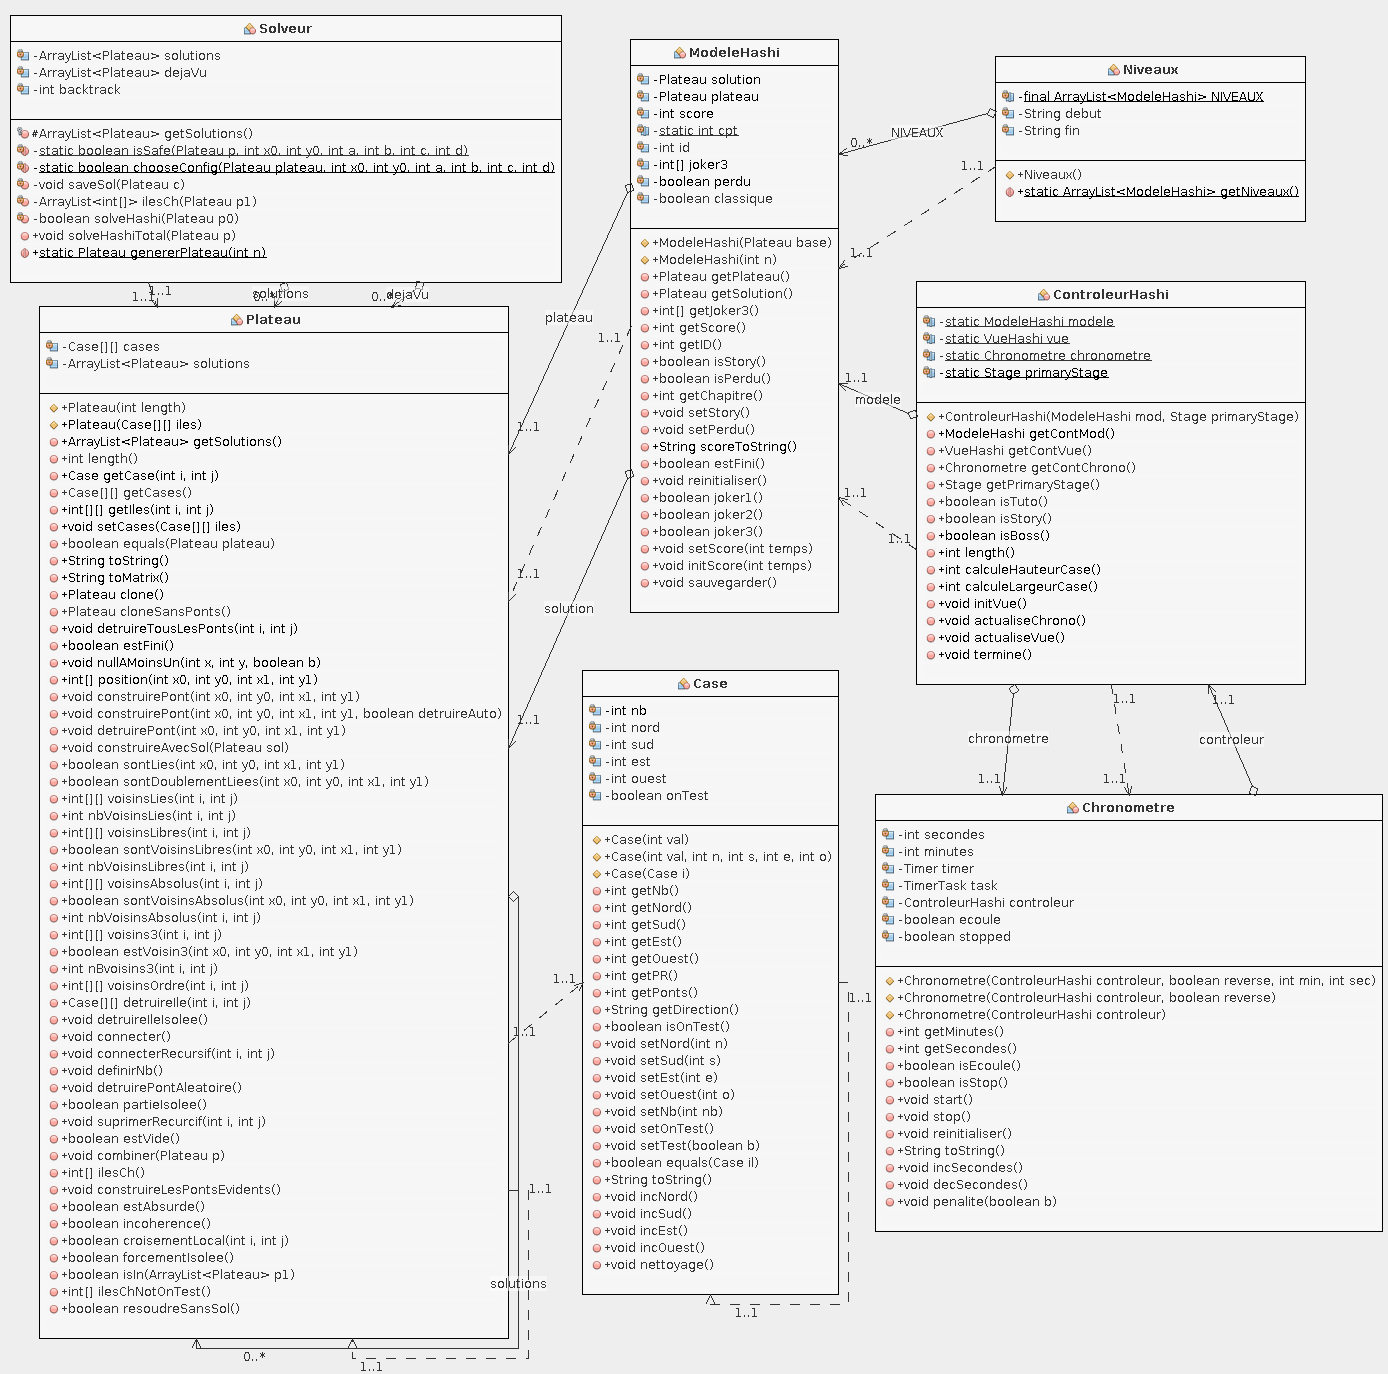 Solveur
-ArrayList<Plateau> solutions
-ArrayList<Plateau> dejaVu
-int backtrack
#ArrayList<Plateau> getSolutions()
-static boolean isSafe(Plateau p, int x0, int y0, int a, int b, int c, int d)
-static boolean chooseConfig(Plateau plateau, int x0, int y0, int a, int b, int c, int d)
-void saveSol(Plateau c)
-ArrayList<int[]> ilesCh(Plateau p1)
-boolean solveHashi(Plateau p0)
+void solveHashiTotal(Plateau p)
+static Plateau genererPlateau(int n)
1..1
1..1
solutions
0..*
0..*
dejaVu
Plateau
-Case[][] cases
-ArrayList<Plateau> solutions
+Plateau(int length)
+Plateau(Case[][] iles)
+ArrayList<Plateau> getSolutions()
+int length()
+Case getCase(int i, int j)
+Case[][] getCases()
+int[][] getIles(int i, int j)
+void setCases(Case[][] iles)
+boolean equals(Plateau plateau)
+String toString()
+String toMatrix()
+Plateau clone()
+Plateau cloneSansPonts()
+void detruireTousLesPonts(int i, int j)
+boolean estFini()
+void nullAMoinsUn(int x, int y, boolean b)
+int[] position(int x0, int y0, int x1, int y1)
+void construirePont(int x0, int y0, int x1, int y1)
+void construirePont(int x0, int y0, int x1, int y1, boolean detruireAuto)
+void detruirePont(int x0, int y0, int x1, int y1)
+void construireAvecSol(Plateau sol)
+boolean sontLies(int x0, int y0, int x1, int y1)
+boolean sontDoublementLiees(int x0, int y0, int x1, int y1)
+int[][] voisinsLies(int i, int j)
+int nbVoisinsLies(int i, int j)
+int[][] voisinsLibres(int i, int j)
+boolean sontVoisinsLibres(int x0, int y0, int x1, int y1)
+int nbVoisinsLibres(int i, int j)
+int[][] voisinsAbsolus(int i, int j)
+boolean sontVoisinsAbsolus(int x0, int y0, int x1, int y1)
+int nbVoisinsAbsolus(int i, int j)
+int[][] voisins3(int i, int j)
+boolean estVoisin3(int x0, int y0, int x1, int y1)
+int nBvoisins3(int i, int j)
+int[][] voisinsOrdre(int i, int j)
+Case[][] detruireIle(int i, int j)
+void detruireIleIsolee()
+void connecter()
+void connecterRecursif(int i, int j)
+void definirNb()
+void detruirePontAleatoire()
+boolean partieIsolee()
+void suprimerRecurcif(int i, int j)
+boolean estVide()
+void combiner(Plateau p)
+int[] ilesCh()
+void construireLesPontsEvidents()
+boolean estAbsurde()
+boolean incoherence()
+boolean croisementLocal(int i, int j)
+boolean forcementIsolee()
+boolean isIn(ArrayList<Plateau> p1)
+int[] ilesChNotOnTest()
+boolean resoudreSansSol()
1..1
solutions
0..*
1..1
plateau
1..1
1..1
1..1
solution
1..1
ModeleHashi
-Plateau solution
-Plateau plateau
-int score
-static int cpt
-int id
-int[] joker3
-boolean perdu
-boolean classique
+ModeleHashi(Plateau base)
+ModeleHashi(int n)
+Plateau getPlateau()
+Plateau getSolution()
+int[] getJoker3()
+int getScore()
+int getID()
+boolean isStory()
+boolean isPerdu()
+int getChapitre()
+void setStory()
+void setPerdu()
+String scoreToString()
+boolean estFini()
+void reinitialiser()
+boolean joker1()
+boolean joker2()
+boolean joker3()
+void setScore(int temps)
+void initScore(int temps)
+void sauvegarder()
NIVEAUX
0..*
1..1
1..1
Niveaux
-final ArrayList<ModeleHashi> NIVEAUX
-String debut
-String fin
+Niveaux()
+static ArrayList<ModeleHashi> getNiveaux()
1..1
modele
1..1
1..1
ControleurHashi
-static ModeleHashi modele
-static VueHashi vue
-static Chronometre chronometre
-static Stage primaryStage
+ControleurHashi(ModeleHashi mod, Stage primaryStage)
+ModeleHashi getContMod()
+VueHashi getContVue()
+Chronometre getContChrono()
+Stage getPrimaryStage()
+boolean isTuto()
+boolean isStory()
+boolean isBoss()
+int length()
+int calculeHauteurCase()
+int calculeLargeurCase()
+void initVue()
+void actualiseChrono()
+void actualiseVue()
+void termine()
1..1
1..1
chronometre
controleur
1..1
1..1
Case
-int nb
-int nord
-int sud
-int est
-int ouest
-boolean onTest
+Case(int val)
+Case(int val, int n, int s, int e, int o)
+Case(Case i)
+int getNb()
+int getNord()
+int getSud()
+int getEst()
+int getOuest()
+int getPR()
+int getPonts()
+String getDirection()
+boolean isOnTest()
+void setNord(int n)
+void setSud(int s)
+void setEst(int e)
+void setOuest(int o)
+void setNb(int nb)
+void setOnTest()
+void setTest(boolean b)
+boolean equals(Case il)
+String toString()
+void incNord()
+void incSud()
+void incEst()
+void incOuest()
+void nettoyage()
1..1
1..1
1..1
1..1
Chronometre
-int secondes
-int minutes
-Timer timer
-TimerTask task
-ControleurHashi controleur
-boolean ecoule
-boolean stopped
+Chronometre(ControleurHashi controleur, boolean reverse, int min, int sec)
+Chronometre(ControleurHashi controleur, boolean reverse)
+Chronometre(ControleurHashi controleur)
+int getMinutes()
+int getSecondes()
+boolean isEcoule()
+boolean isStop()
+void start()
+void stop()
+void reinitialiser()
+String toString()
+void incSecondes()
+void decSecondes()
+void penalite(boolean b)